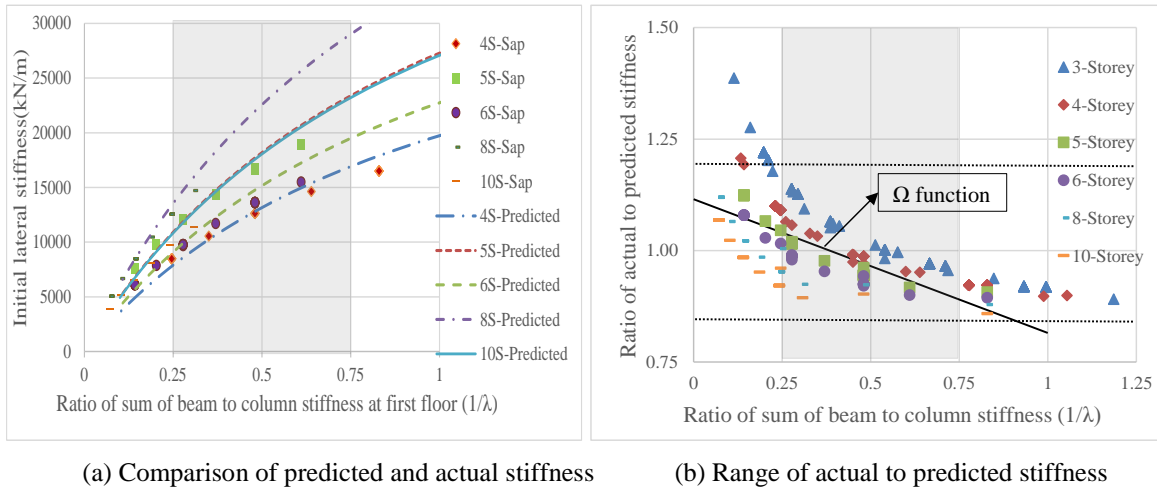 Initial lateral stiffness(kN/m)
30000
25000
20000
15000
10000
5000
0
0 0.25 0.5 0.75 1
Ratio of sum of beam to column stiffness at first floor (1/λ)
4S-Sap
5S-Sap
6S-Sap
8S-Sap
10S-Sap
4S-Predicted
5S-Predicted
6S-Predicted
8S-Predicted
10S-Predicted
(a) Comparison of predicted and actual stiffness
Ratio of actual to predicted stiffness
1.50
1.25
1.00
0.75
0 0.25 0.5 0.75 1 1.25
Ratio of sum of beam to column stiffness (1/λ)
Ω function
3-Storey
4-Storey
5-Storey
6-Storey
8-Storey
10-Storey
(b) Range of actual to predicted stiffness